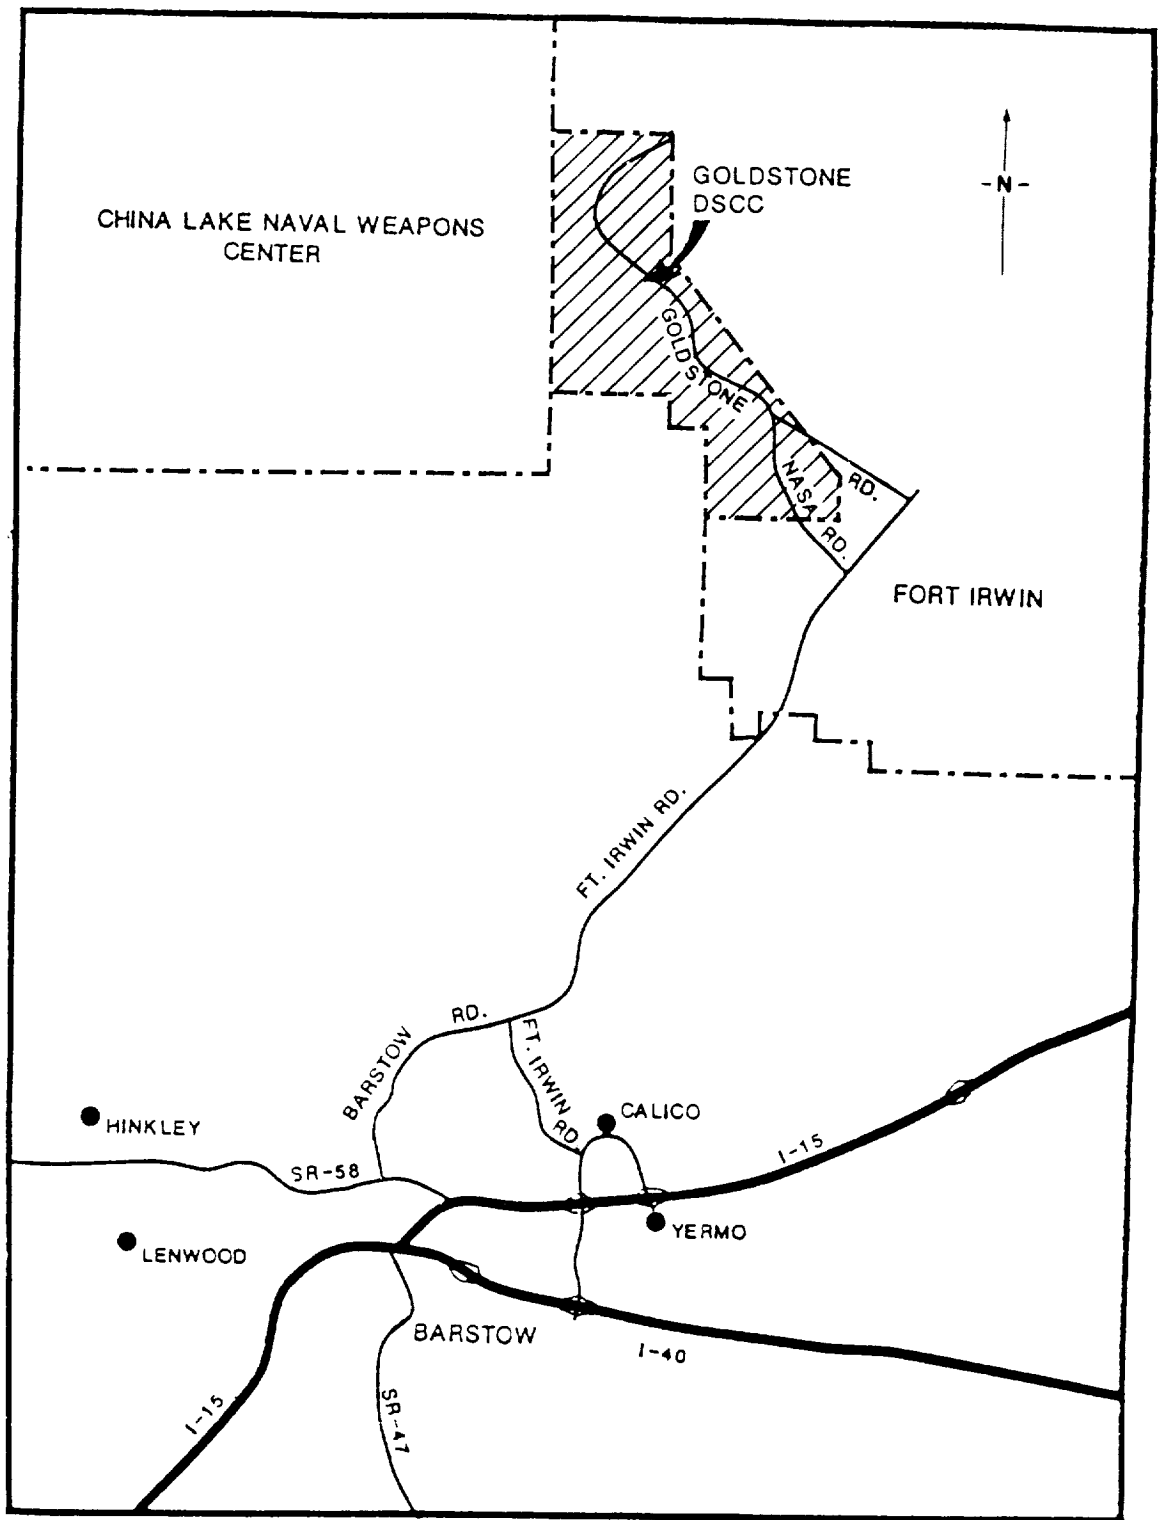 GOLDSTONE
DSCC
-N-
CHINA LAKE NAVAL WEAPONS
CENTER
GOLDSTONE
RD.
NASA RD.
FORT IRWIN
FT. IRWIN RD.
BARSTOW RD.
FT. IRWIN RD.
CALICO
HINKLEY
I-15
SR-58
YERMO
LENWOOD
BARSTOW
I-40
I-15
SR-47